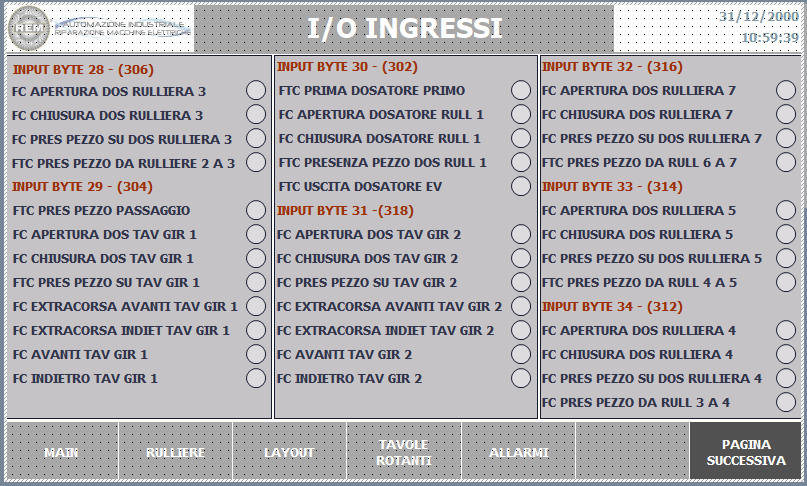 REM
L'AUTOMAZIONE INDUSTRIALE
RIPARAZIONE MACCHINE ELETTRICHE
I/O INGRESSI
31/12/2000
10:59:39
INPUT BYTE 28 - (306)
FC APERTURA DOS RULLIERA 3
FC CHIUSURA DOS RULLIERA 3
FC PRES PEZZO SU DOS RULLIERA 3
FTC PRES PEZZO DA RULLIERE 2 A 3
INPUT BYTE 29 - (304)
FTC PRES PEZZO PASSAGGIO
FC APERTURA DOS TAV GIR 1
FC CHIUSURA DOS TAV GIR 1
FTC PRES PEZZO SU TAV GIR 1
FC EXTRACORSA AVANTI TAV GIR 1
FC EXTRACORSA INDIET TAV GIR 1
FC AVANTI TAV GIR 1
FC INDIETRO TAV GIR 1
INPUT BYTE 30 - (302)
FTC PRIMA DOSATORE PRIMO
FC APERTURA DOSATORE RULL 1
FC CHIUSURA DOSATORE RULL 1
FTC PRESENZA PEZZO DOS RULL 1
FTC USCITA DOSATORE EV
INPUT BYTE 31 -(318)
FC APERTURA DOS TAV GIR 2
FC CHIUSURA DOS TAV GIR 2
FC PRES PEZZO SU TAV GIR 2
FC EXTRACORSA AVANTI TAV GIR 2
FC EXTRACORSA INDIET TAV GIR 2
FC AVANTI TAV GIR 2
FC INDIETRO TAV GIR 2
INPUT BYTE 32 - (316)
FC APERTURA DOS RULLIERA 7
FC CHIUSURA DOS RULLIERA 7
FC PRES PEZZO SU DOS RULLIERA 7
FTC PRES PEZZO DA RULL 6 A 7
INPUT BYTE 33 - (314)
FC APERTURA DOS RULLIERA 5
FC CHIUSURA DOS RULLIERA 5
FC PRES PEZZO SU DOS RULLIERA 5
FTC PRES PEZZO DA RULL 4 A 5
INPUT BYTE 34 - (312)
FC APERTURA DOS RULLIERA 4
FC CHIUSURA DOS RULLIERA 4
FC PRES PEZZO SU DOS RULLIERA 4
FC PRES PEZZO DA RULL 3 A 4
MAIN
RULLIERE
LAYOUT
TAVOLE
ROTANTI
ALLARMI
PAGINA
SUCCESSIVA